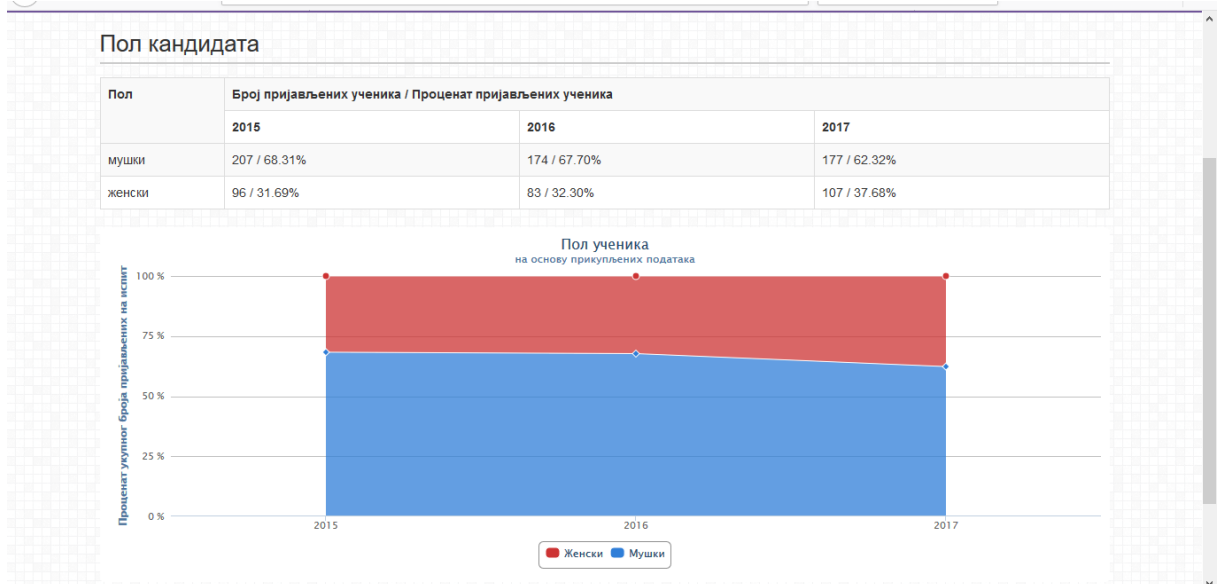 Пол кандидата
Пол Број пријављених ученика / Проценат пријављених ученика
2015 2016 2017
мушки 207 / 68.31% 174 / 67.70% 177 / 62.32%
женски 96 / 31.69% 83 / 32.30% 107 / 37.68%
Пол ученика
на основу прикупљених података
Проценат укупног броја пријављених на испит
100 %
75 %
50 %
25 %
0 %
2015 2016 2017
Женски Мушки